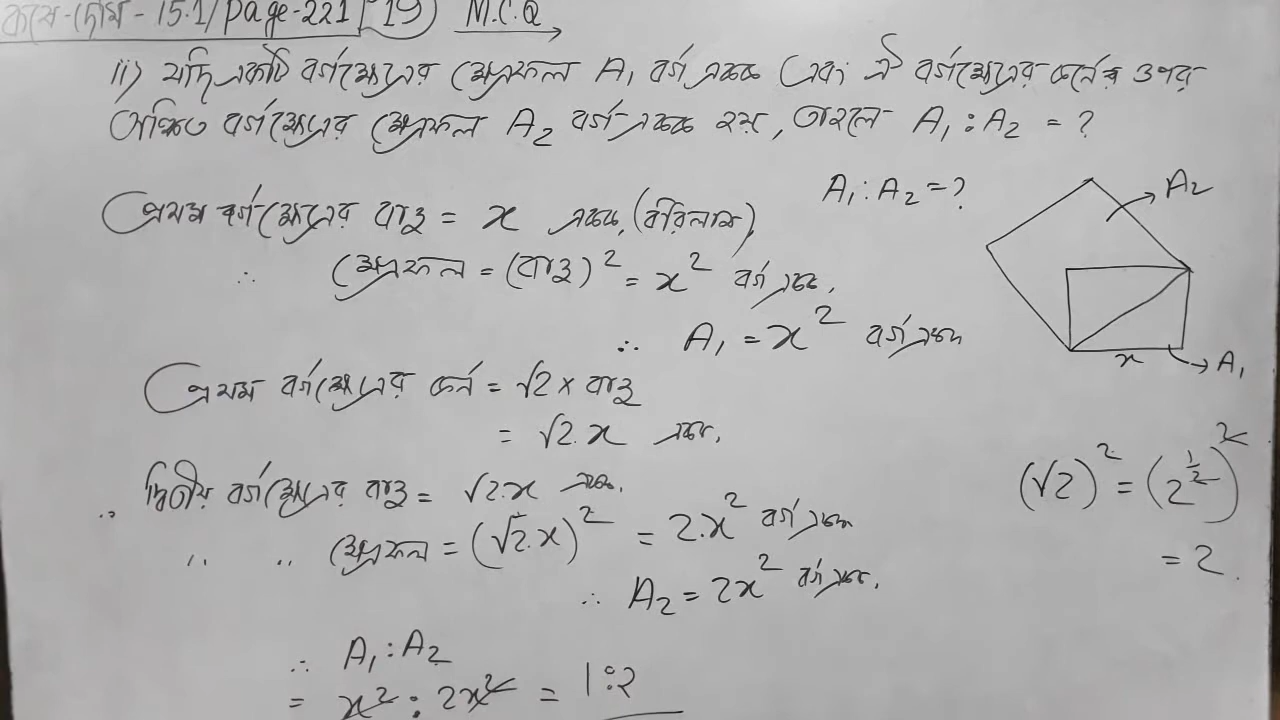 কষে দেখি - 15.1/page-221 [19) M.C.Q
ii) যদি একটি বর্গক্ষেত্রের ক্ষেত্রফল A₁ বর্গ একক এবং ঐ বর্গক্ষেত্রের কর্ণের ওপর
অঙ্কিত বর্গক্ষেত্রের ক্ষেত্রফল A₂ বর্গ একক হয়, তাহলে A₁ : A₂ = ?
A₁ : A₂ = ?
A₂
প্রথম বর্গক্ষেত্রের বাহু = x একক, (ধরিলাম)
∴ ক্ষেত্রফল = (বাহু)² = x² বর্গ একক.
∴ A₁ = x² বর্গ একক
x
A₁
প্রথম বর্গক্ষেত্রের কর্ণ = √2 × বাহু
= √2.x একক.
∴ দ্বিতীয় বর্গক্ষেত্রের বাহু = √2.x একক.
(√2)² = (2^½)²
,, ,, ক্ষেত্রফল = (√2.x)² = 2.x² বর্গ একক
= 2.
∴ A₂ = 2x² বর্গ একক.
∴ A₁ : A₂
= x² : 2x² = 1:2